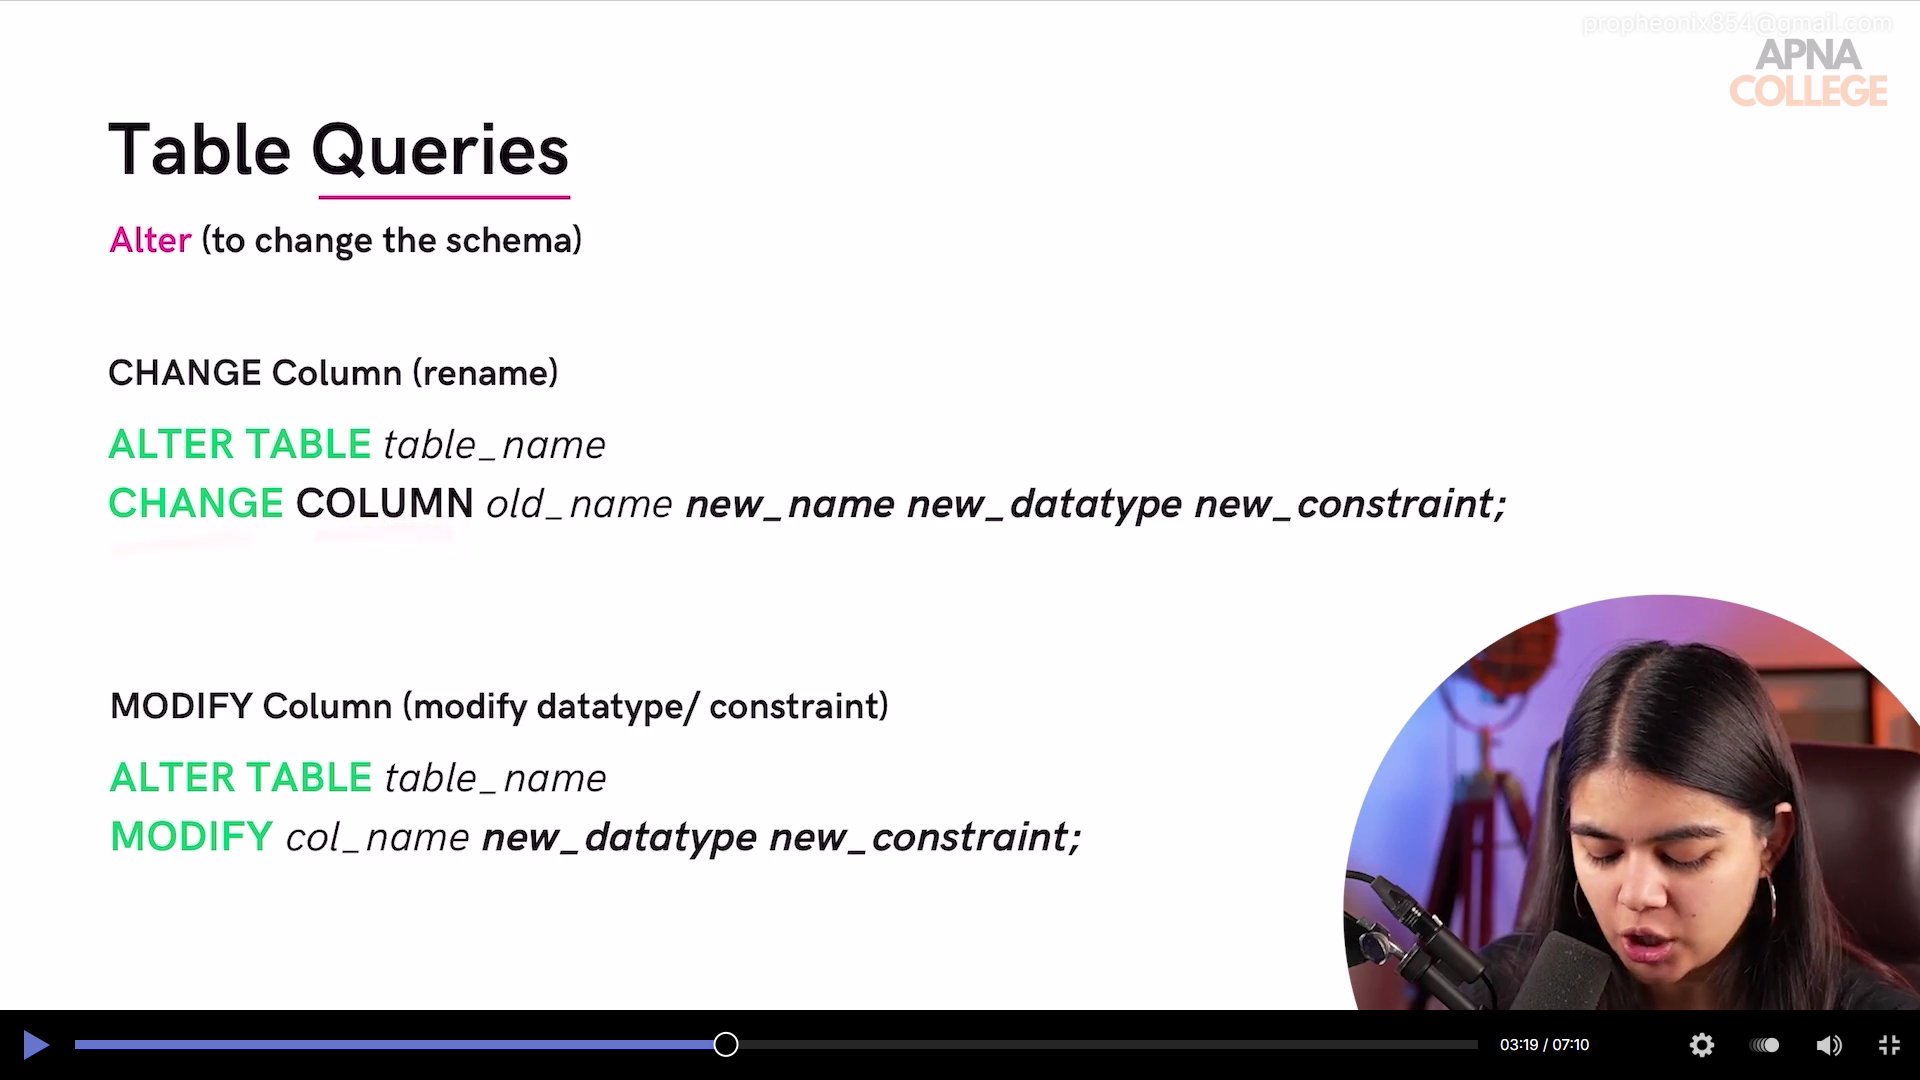 propheonix854@gmail.com
APNA
COLLEGE
Table Queries
Alter (to change the schema)
CHANGE Column (rename)
ALTER TABLE table_name
CHANGE COLUMN old_name new_name new_datatype new_constraint;
MODIFY Column (modify datatype/ constraint)
ALTER TABLE table_name
MODIFY col_name new_datatype new_constraint;
03:19 / 07:10